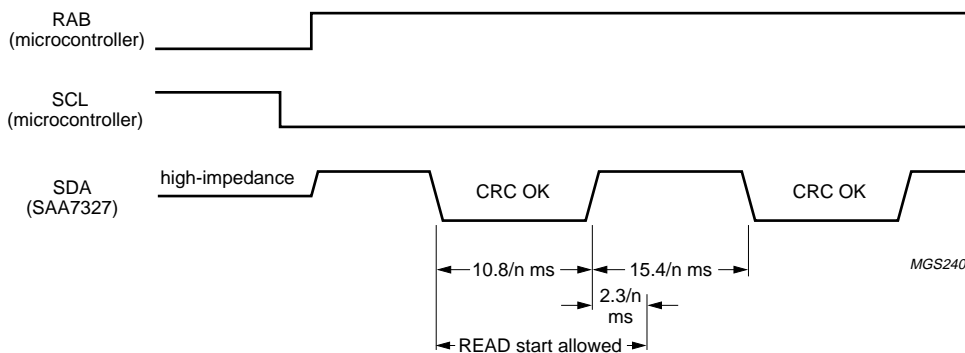 RAB
(microcontroller)
SCL
(microcontroller)
SDA
(SAA7327)
high-impedance
CRC OK
CRC OK
10.8/n ms
15.4/n ms
2.3/n
ms
READ start allowed
MGS240